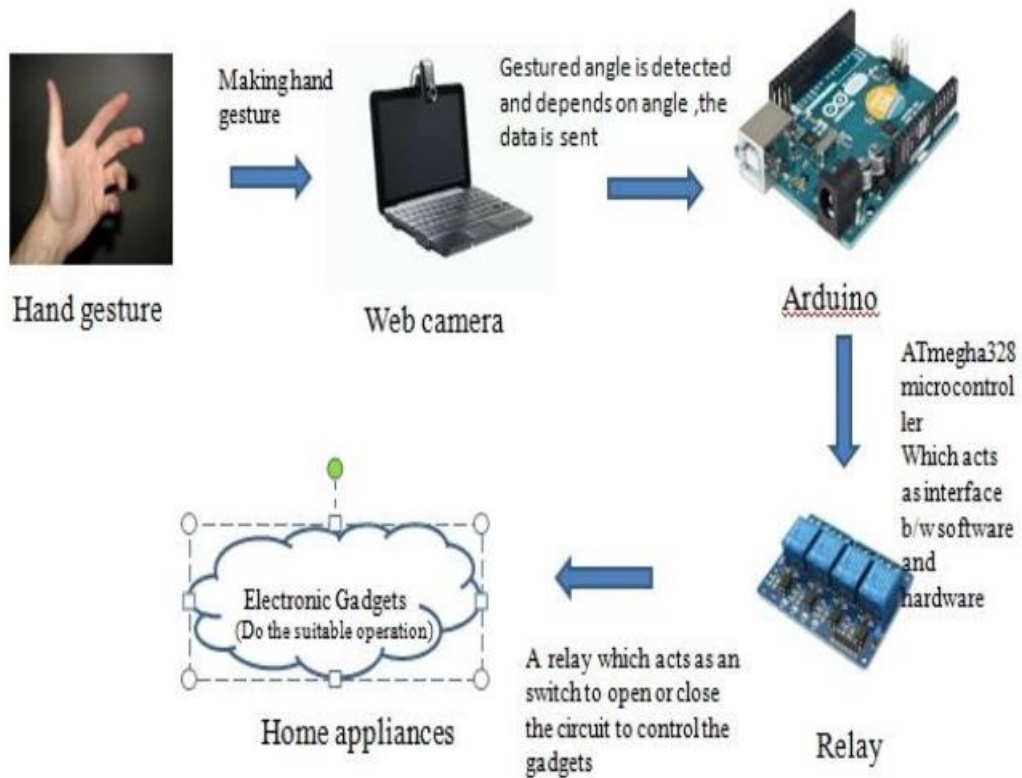 Making hand
gesture
Gestured angle is detected
and depends on angle ,the
data is sent
Hand gesture
Web camera
Arduino
ATmegha328
microcontrol
ler
Which acts
as interface
b/w software
and
hardware
Electronic Gadgets
(Do the suitable operation)
A relay which acts as an
switch to open or close
the circuit to control the
gadgets
Home appliances
Relay